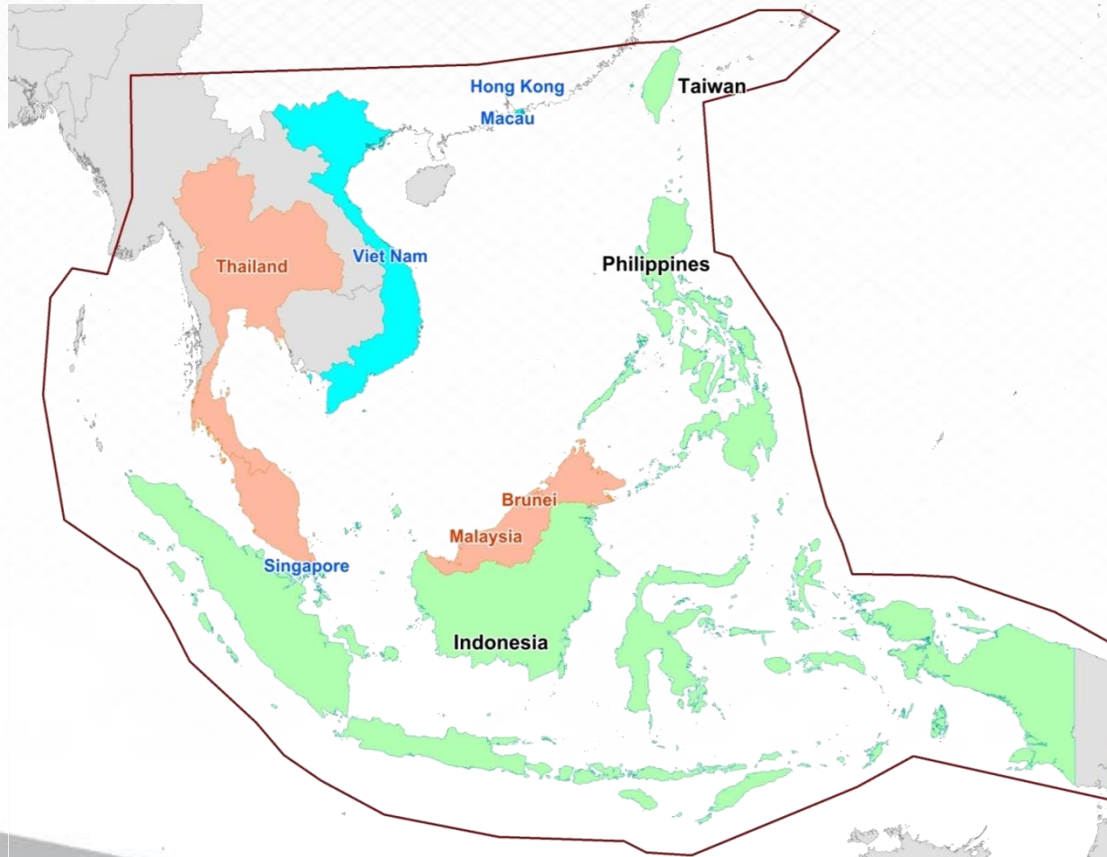 Hong Kong
Taiwan
Macau
Viet Nam
Thailand
Philippines
Brunei
Malaysia
Singapore
Indonesia